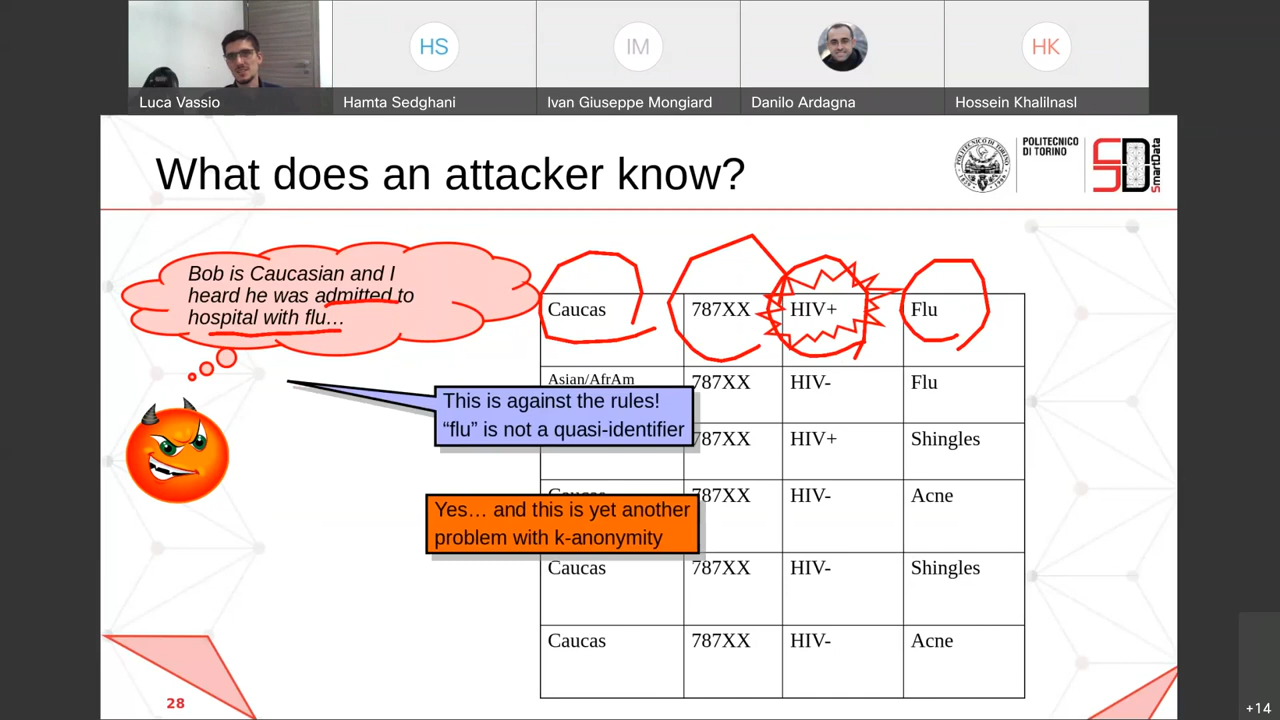 HS
IM
HK
Luca Vassio
Hamta Sedghani
Ivan Giuseppe Mongiard
Danilo Ardagna
Hossein Khalilnasl
What does an attacker know?
POLITECNICO
DI TORINO
SmartData
Bob is Caucasian and I
heard he was admitted to
hospital with flu…
Caucas 787XX HIV+ Flu
Asian/AfrAm 787XX HIV- Flu
This is against the rules!
“flu” is not a quasi-identifier
787XX HIV+ Shingles
Caucas 787XX HIV- Acne
Yes… and this is yet another
problem with k-anonymity
Caucas 787XX HIV- Shingles
Caucas 787XX HIV- Acne
28
+14